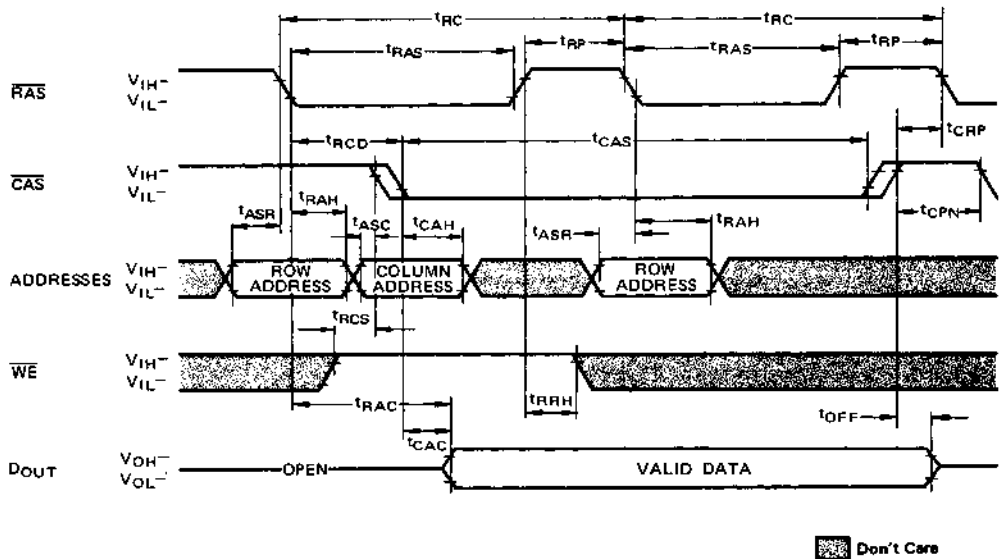 tRC tRC
tRAS tRP tRAS tRP
RAS VIH– VIL–
tRCD tCAS tCRP
CAS VIH– VIL–
tASR tRAH tASC tCAH tASR tRAH tCPN
ADDRESSES VIH– VIL– ROW ADDRESS COLUMN ADDRESS ROW ADDRESS
tRCS
WE VIH– VIL–
tRAC tRRH tOFF
tCAC
DOUT VOH– VOL– OPEN VALID DATA
Don't Care